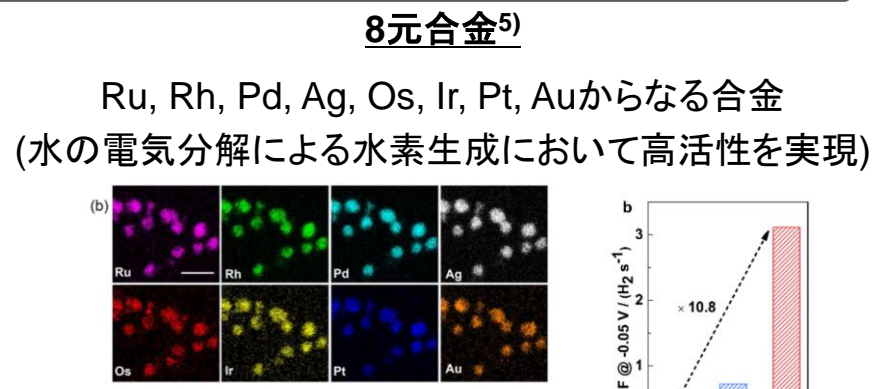 8元合金5)
Ru, Rh, Pd, Ag, Os, Ir, Pt, Auからなる合金
(水の電気分解による水素生成において高活性を実現)
(b)
Ru Rh Pd Ag
Os Ir Pt Au
b
F @ -0.05 V / (H2 s-1)
3
2
1
× 10.8